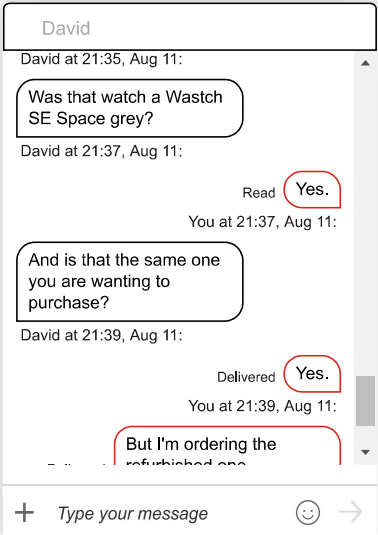 David
David at 21:35, Aug 11:
Was that watch a Wastch
SE Space grey?
David at 21:37, Aug 11:
Read
Yes.
You at 21:37, Aug 11:
And is that the same one
you are wanting to
purchase?
David at 21:39, Aug 11:
Delivered
Yes.
You at 21:39, Aug 11:
But I'm ordering the
refurbished one
Type your message